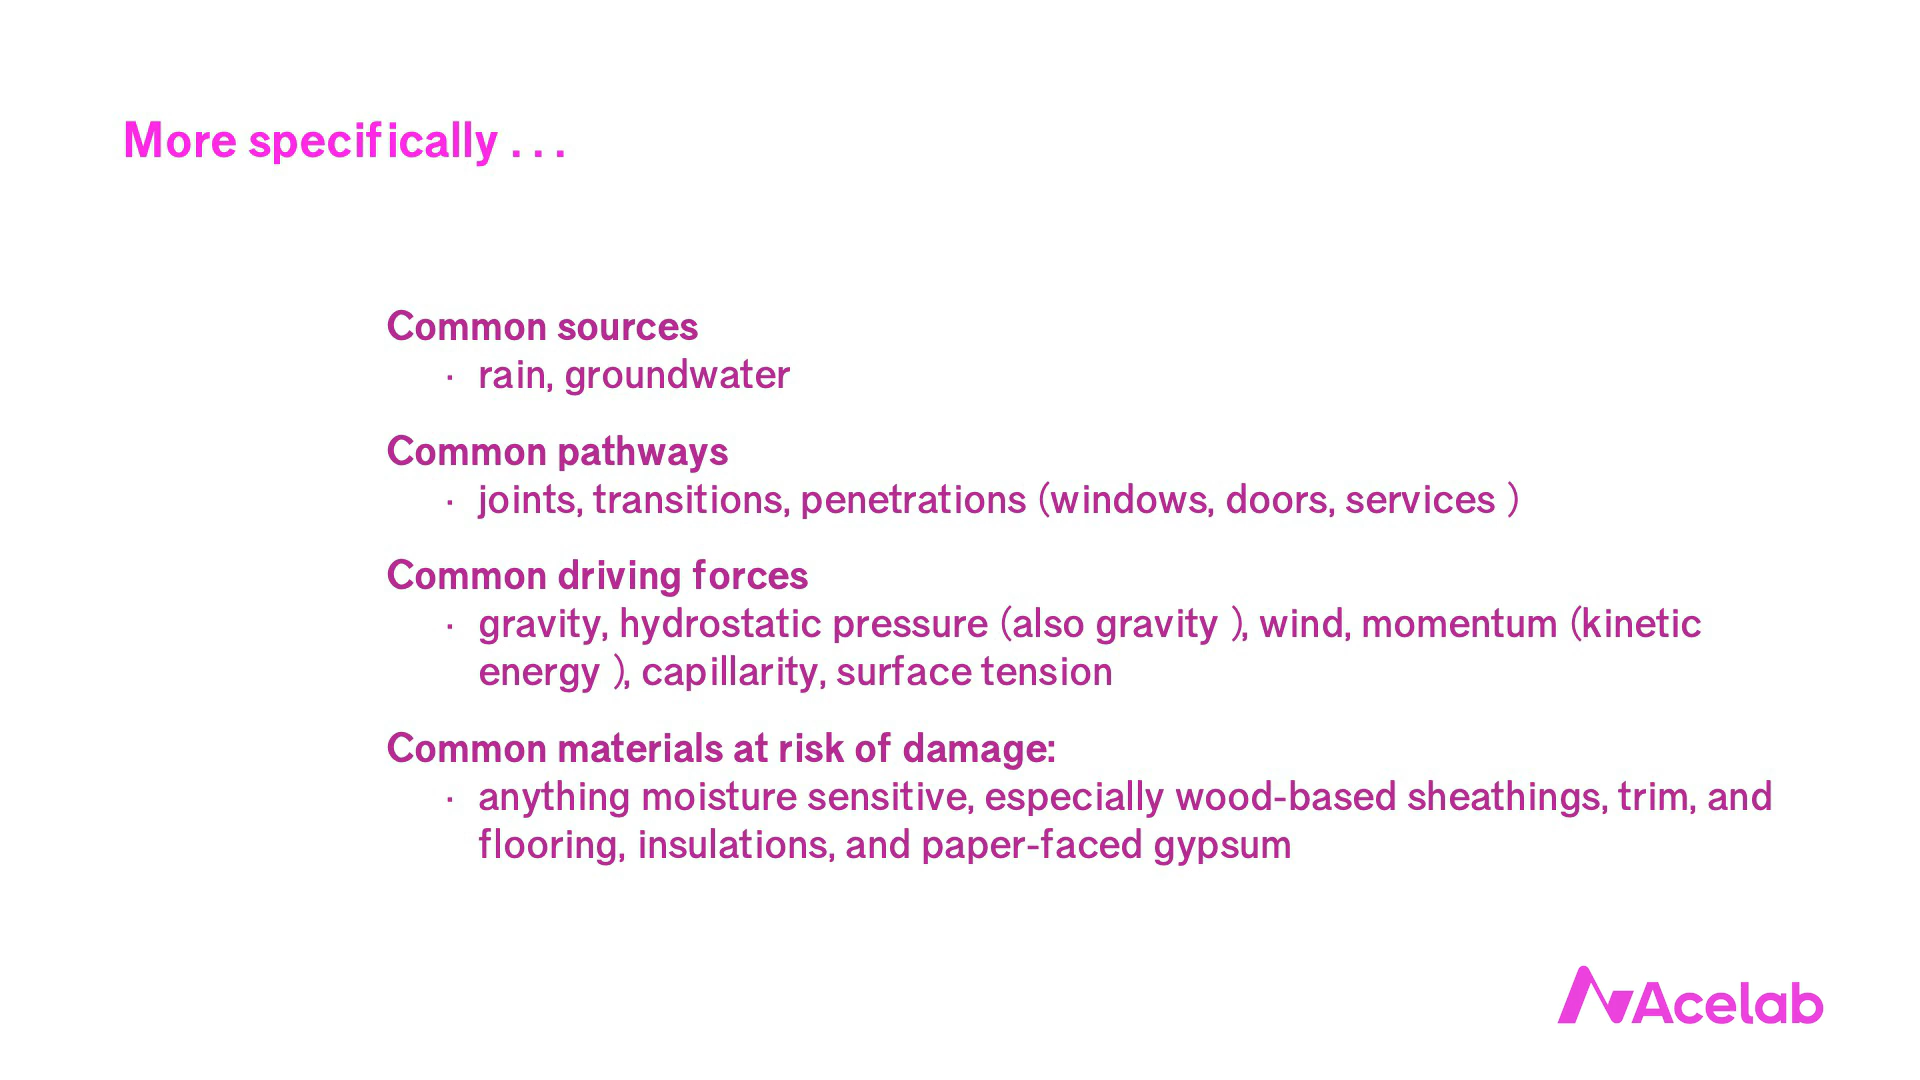 More specifically . . .
Common sources
· rain, groundwater
Common pathways
· joints, transitions, penetrations (windows, doors, services )
Common driving forces
· gravity, hydrostatic pressure (also gravity ), wind, momentum (kinetic
energy ), capillarity, surface tension
Common materials at risk of damage:
· anything moisture sensitive, especially wood-based sheathings, trim, and
flooring, insulations, and paper-faced gypsum
Acelab